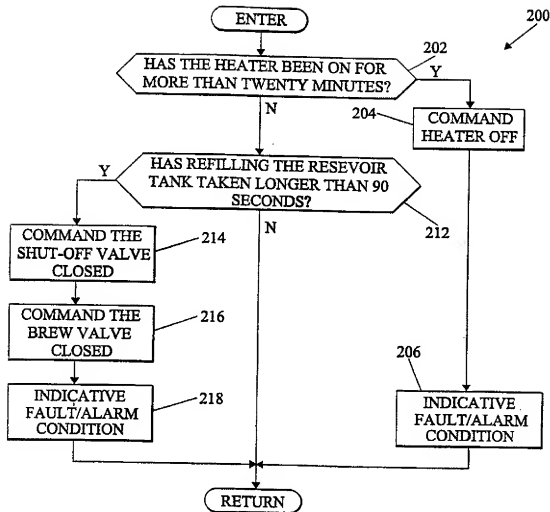 ENTER
200
202
HAS THE HEATER BEEN ON FOR
MORE THAN TWENTY MINUTES?
Y
N
204
COMMAND
HEATER OFF
HAS REFILLING THE RESEVOIR
TANK TAKEN LONGER THAN 90
SECONDS?
Y
N
212
COMMAND THE
SHUT-OFF VALVE
CLOSED
214
COMMAND THE
BREW VALVE
CLOSED
216
INDICATIVE
FAULT/ALARM
CONDITION
218
206
INDICATIVE
FAULT/ALARM
CONDITION
RETURN